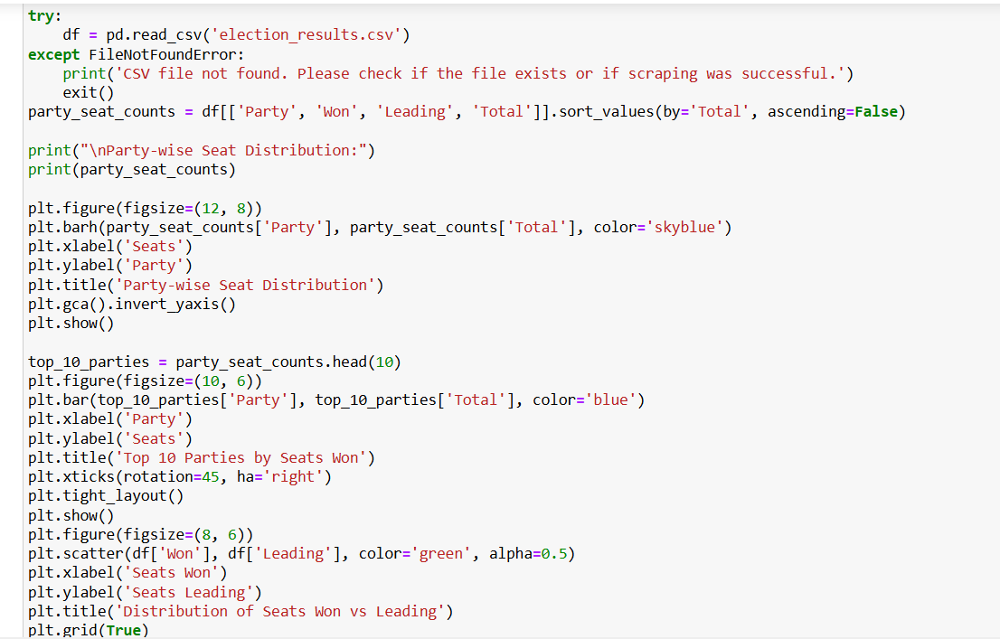 try:
    df = pd.read_csv('election_results.csv')
except FileNotFoundError:
    print('CSV file not found. Please check if the file exists or if scraping was successful.')
    exit()
party_seat_counts = df[['Party', 'Won', 'Leading', 'Total']].sort_values(by='Total', ascending=False)

print("\nParty-wise Seat Distribution:")
print(party_seat_counts)

plt.figure(figsize=(12, 8))
plt.barh(party_seat_counts['Party'], party_seat_counts['Total'], color='skyblue')
plt.xlabel('Seats')
plt.ylabel('Party')
plt.title('Party-wise Seat Distribution')
plt.gca().invert_yaxis()
plt.show()

top_10_parties = party_seat_counts.head(10)
plt.figure(figsize=(10, 6))
plt.bar(top_10_parties['Party'], top_10_parties['Total'], color='blue')
plt.xlabel('Party')
plt.ylabel('Seats')
plt.title('Top 10 Parties by Seats Won')
plt.xticks(rotation=45, ha='right')
plt.tight_layout()
plt.show()
plt.figure(figsize=(8, 6))
plt.scatter(df['Won'], df['Leading'], color='green', alpha=0.5)
plt.xlabel('Seats Won')
plt.ylabel('Seats Leading')
plt.title('Distribution of Seats Won vs Leading')
plt.grid(True)